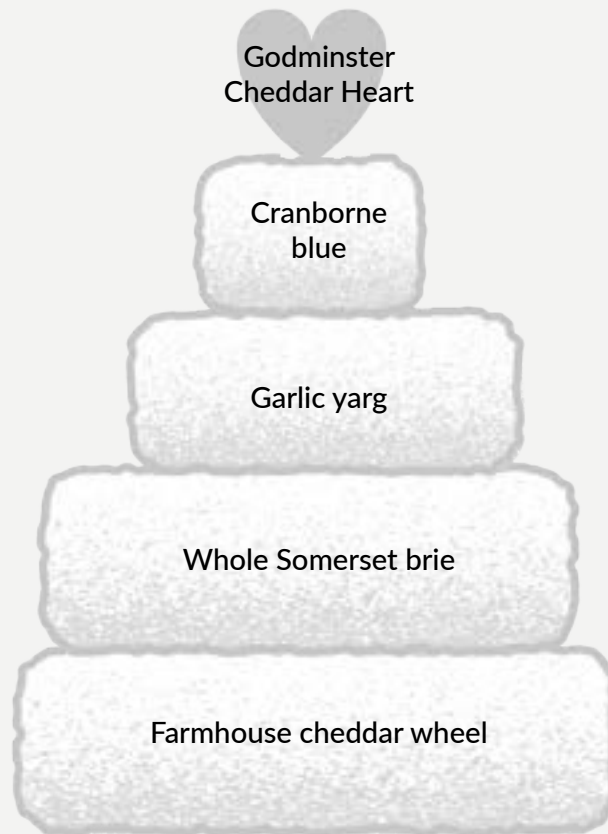 Godminster
Cheddar Heart
Cranborne
blue
Garlic yarg
Whole Somerset brie
Farmhouse cheddar wheel